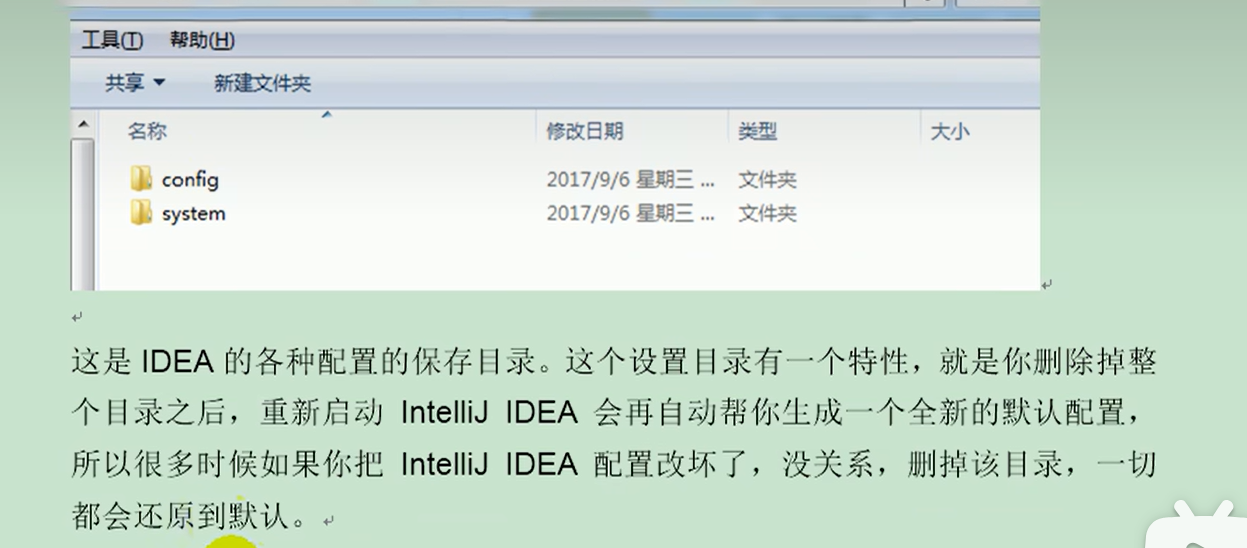 工具(T) 帮助(H)
共享 新建文件夹
名称 修改日期 类型 大小
config 2017/9/6 星期三 ... 文件夹
system 2017/9/6 星期三 ... 文件夹
这是 IDEA 的各种配置的保存目录。这个设置目录有一个特性，就是你删除掉整
个目录之后，重新启动 IntelliJ IDEA 会再自动帮你生成一个全新的默认配置，
所以很多时候如果你把 IntelliJ IDEA 配置改坏了，没关系，删掉该目录，一切
都会还原到默认。